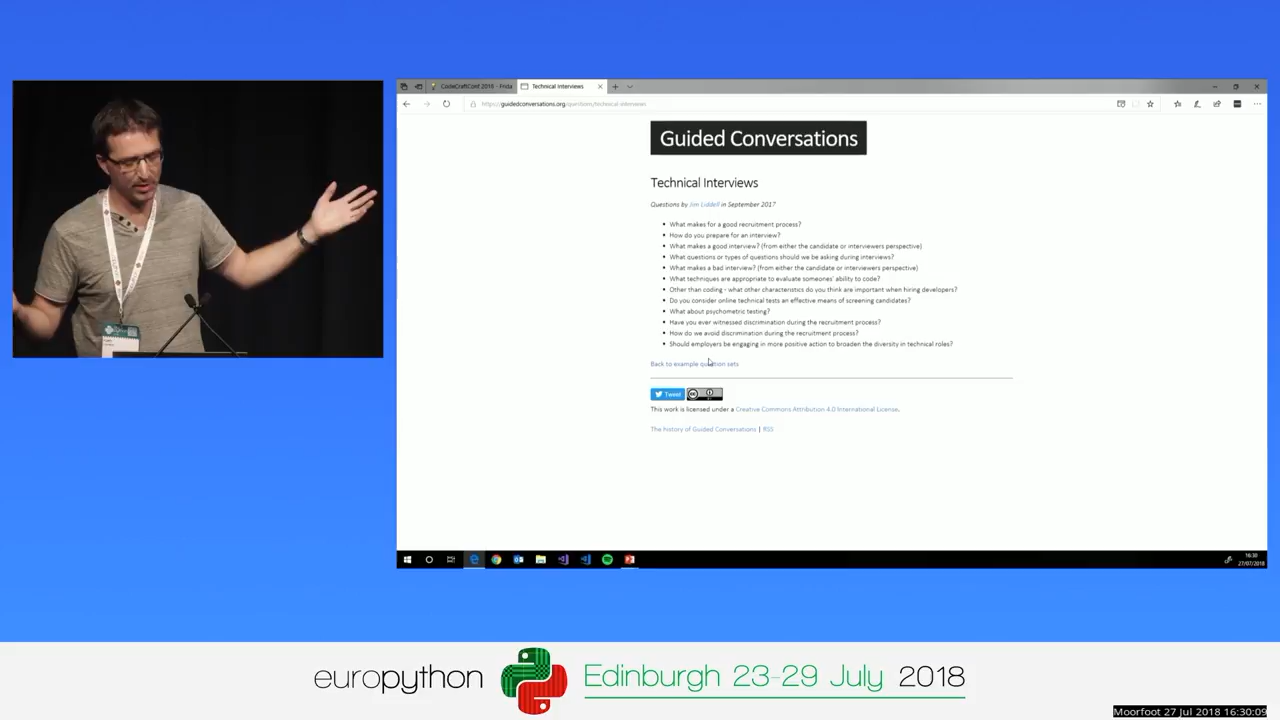 CodeCraftConf 2018 - Frida
Technical Interviews
https://guidedconversations.org/questions/technical-interviews
Guided Conversations
Technical Interviews
Questions by Jim Liddell in September 2017
• What makes for a good recruitment process?
• How do you prepare for an interview?
• What makes a good interview? (from either the candidate or interviewers perspective)
• What questions or types of questions should we be asking during interviews?
• What makes a bad interview? (from either the candidate or interviewers perspective)
• What techniques are appropriate to evaluate someones' ability to code?
• Other than coding - what other characteristics do you think are important when hiring developers?
• Do you consider online technical tests an effective means of screening candidates?
• What about psychometric testing?
• Have you ever witnessed discrimination during the recruitment process?
• How do we avoid discrimination during the recruitment process?
• Should employers be engaging in more positive action to broaden the diversity in technical roles?
Back to example question sets
Tweet
This work is licensed under a Creative Commons Attribution 4.0 International License.
The history of Guided Conversations | RSS
16:30
27/07/2018
europython Edinburgh 23-29 July 2018
Moorfoot 27 Jul 2018 16:30:09